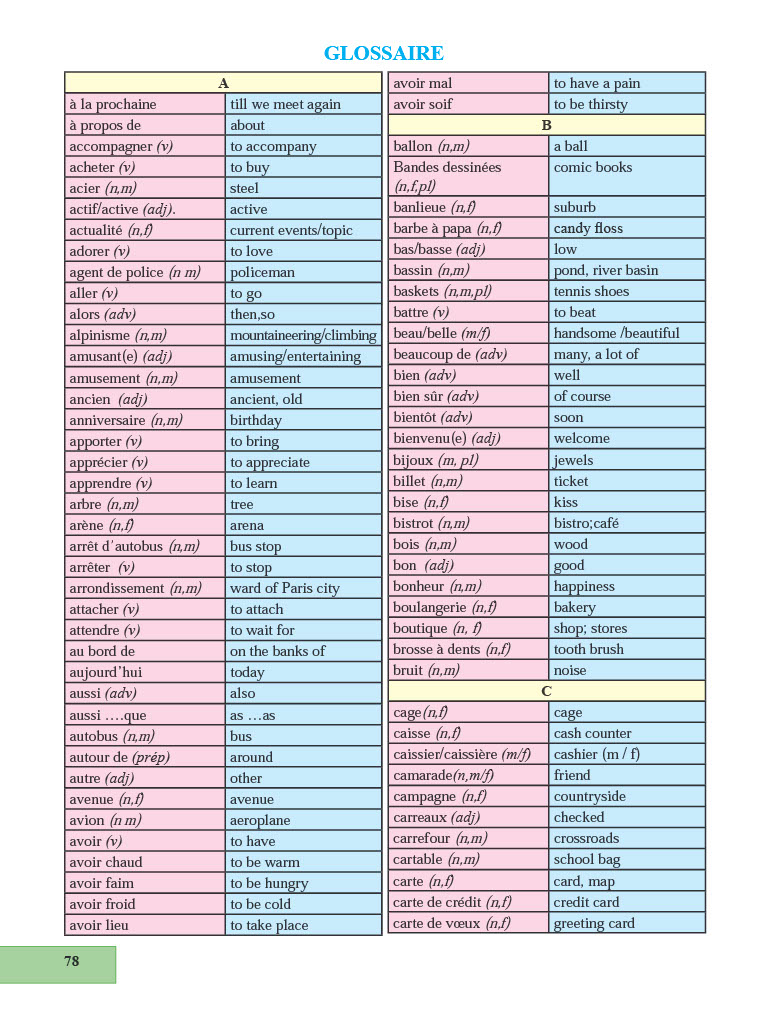 GLOSSAIRE
A
à la prochaine till we meet again
à propos de about
accompagner (v) to accompany
acheter (v) to buy
acier (n,m) steel
actif/active (adj). active
actualité (n,f) current events/topic
adorer (v) to love
agent de police (n m) policeman
aller (v) to go
alors (adv) then,so
alpinisme (n,m) mountaineering/climbing
amusant(e) (adj) amusing/entertaining
amusement (n,m) amusement
ancien (adj) ancient, old
anniversaire (n,m) birthday
apporter (v) to bring
apprécier (v) to appreciate
apprendre (v) to learn
arbre (n,m) tree
arène (n,f) arena
arrêt d'autobus (n,m) bus stop
arrêter (v) to stop
arrondissement (n,m) ward of Paris city
attacher (v) to attach
attendre (v) to wait for
au bord de on the banks of
aujourd'hui today
aussi (adv) also
aussi ….que as …as
autobus (n,m) bus
autour de (prép) around
autre (adj) other
avenue (n,f) avenue
avion (n m) aeroplane
avoir (v) to have
avoir chaud to be warm
avoir faim to be hungry
avoir froid to be cold
avoir lieu to take place
avoir mal to have a pain
avoir soif to be thirsty
B
ballon (n,m) a ball
Bandes dessinées comic books
(n,f,pl)
banlieue (n,f) suburb
barbe à papa (n,f) candy floss
bas/basse (adj) low
bassin (n,m) pond, river basin
baskets (n,m,pl) tennis shoes
battre (v) to beat
beau/belle (m/f) handsome /beautiful
beaucoup de (adv) many, a lot of
bien (adv) well
bien sûr (adv) of course
bientôt (adv) soon
bienvenu(e) (adj) welcome
bijoux (m, pl) jewels
billet (n,m) ticket
bise (n,f) kiss
bistrot (n,m) bistro;café
bois (n,m) wood
bon (adj) good
bonheur (n,m) happiness
boulangerie (n,f) bakery
boutique (n, f) shop; stores
brosse à dents (n,f) tooth brush
bruit (n,m) noise
C
cage(n,f) cage
caisse (n,f) cash counter
caissier/caissière (m/f) cashier (m / f)
camarade(n,m/f) friend
campagne (n,f) countryside
carreaux (adj) checked
carrefour (n,m) crossroads
cartable (n,m) school bag
carte (n,f) card, map
carte de crédit (n,f) credit card
carte de vœux (n,f) greeting card
78